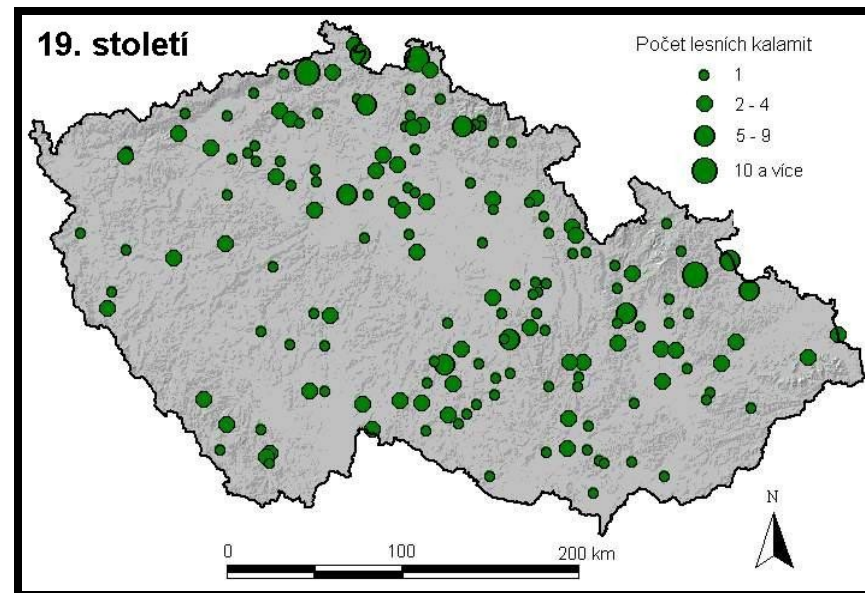 19. století
Počet lesních kalamit
1
2 - 4
5 - 9
10 a více
N
0 100 200 km